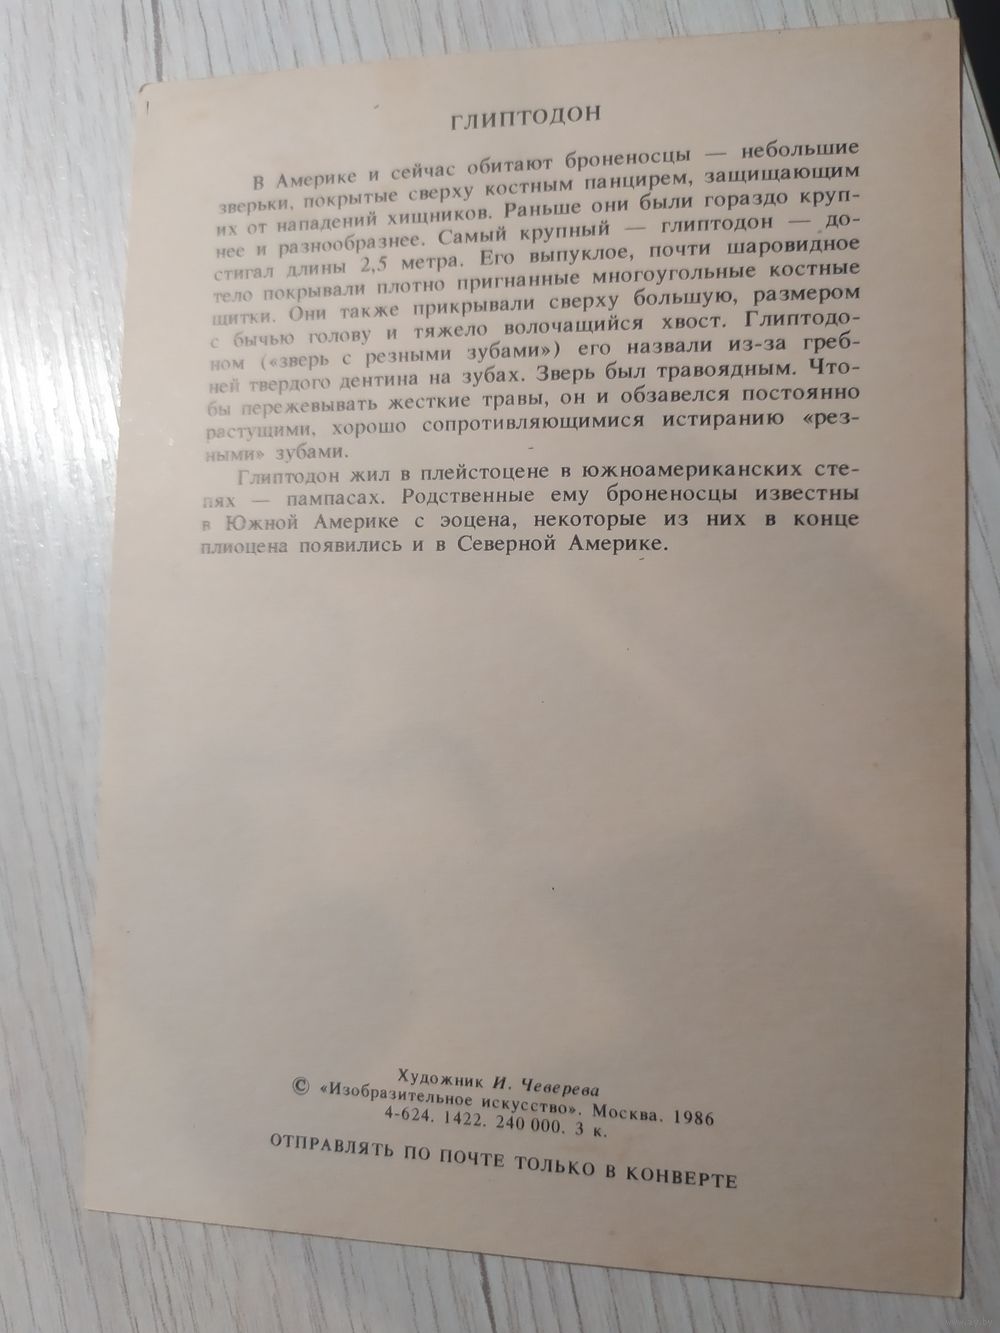 ГЛИПТОДОН
В Америке и сейчас обитают броненосцы — небольшие
зверьки, покрытые сверху костным панцирем, защищающим
их от нападений хищников. Раньше они были гораздо круп-
нее и разнообразнее. Самый крупный — глиптодон — до-
стигал длины 2,5 метра. Его выпуклое, почти шаровидное
тело покрывали плотно пригнанные многоугольные костные
щитки. Они также прикрывали сверху большую, размером
с бычью голову и тяжело волочащийся хвост. Глиптодо-
ном («зверь с резными зубами») его назвали из-за греб-
ней твердого дентина на зубах. Зверь был травоядным. Что-
бы пережевывать жесткие травы, он и обзавелся постоянно
растущими, хорошо сопротивляющимися истиранию «рез-
ными» зубами.
Глиптодон жил в плейстоцене в южноамериканских сте-
пях — пампасах. Родственные ему броненосцы известны
в Южной Америке с эоцена, некоторые из них в конце
плиоцена появились и в Северной Америке.
Художник И. Чеверева
© «Изобразительное искусство». Москва. 1986
4-624. 1422. 240 000. 3 к.
ОТПРАВЛЯТЬ ПО ПОЧТЕ ТОЛЬКО В КОНВЕРТЕ
www.ay.by